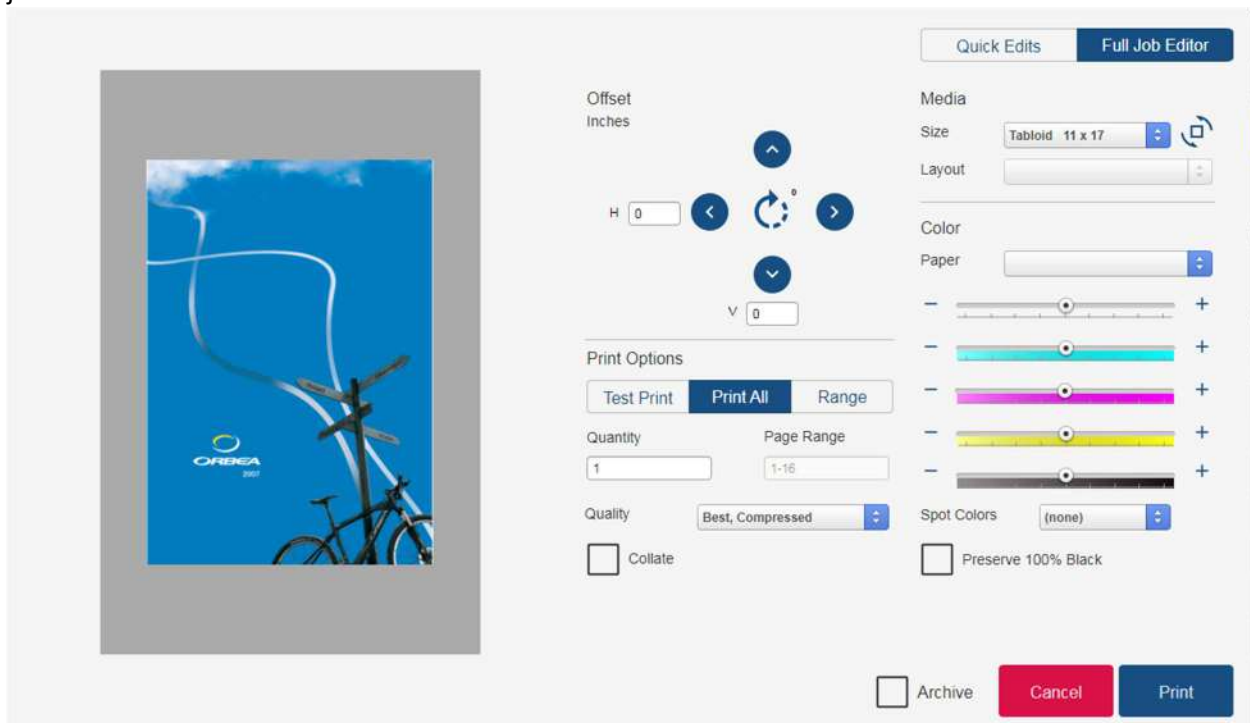 Quick Edits
Full Job Editor
Offset
Inches
H 0
V 0
Media
Size Tabloid 11 x 17
Layout
Color
Paper
Print Options
Test Print Print All Range
Quantity Page Range
1 1-16
Quality Best, Compressed
Collate
Spot Colors (none)
Preserve 100% Black
ORBEA
2007
Archive Cancel Print